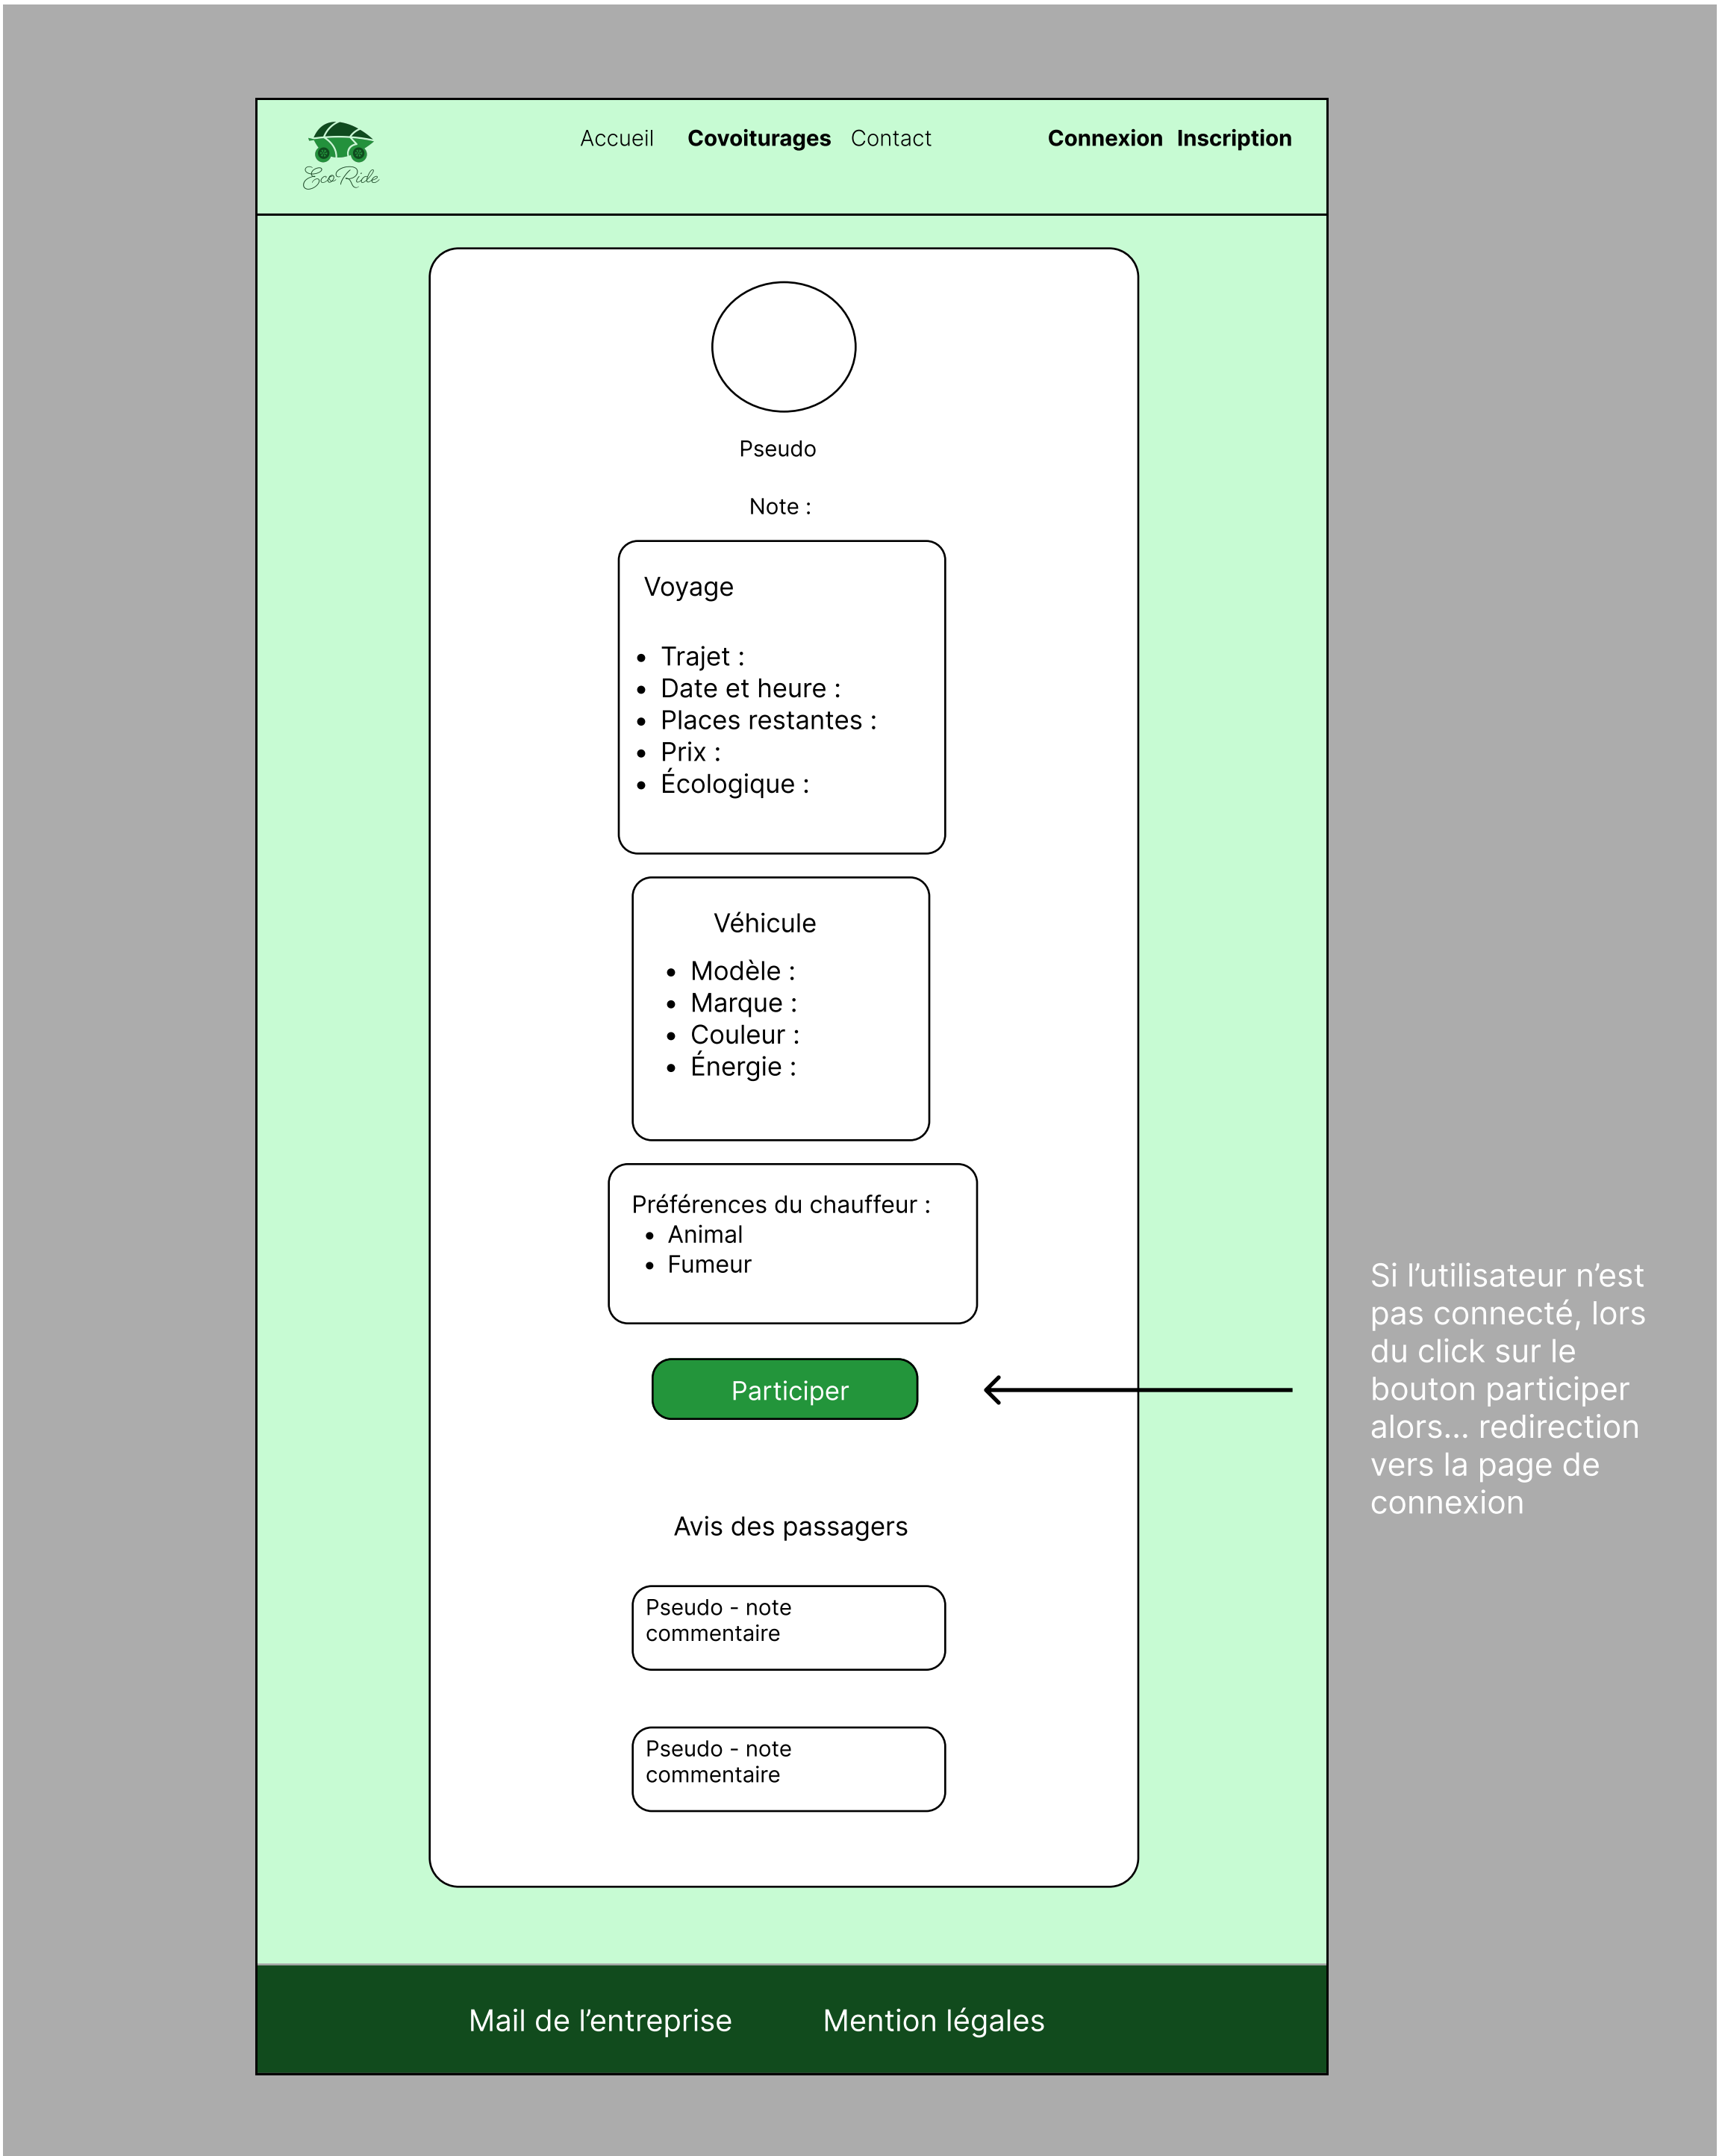 EcoRide
Accueil Covoiturages Contact Connexion Inscription
Pseudo
Note :
Voyage
• Trajet :
• Date et heure :
• Places restantes :
• Prix :
• Écologique :
Véhicule
• Modèle :
• Marque :
• Couleur :
• Énergie :
Préférences du chauffeur :
• Animal
• Fumeur
Participer
Si l’utilisateur n’est
pas connecté, lors
du click sur le
bouton participer
alors... redirection
vers la page de
connexion
Avis des passagers
Pseudo - note
commentaire
Pseudo - note
commentaire
Mail de l’entreprise Mention légales